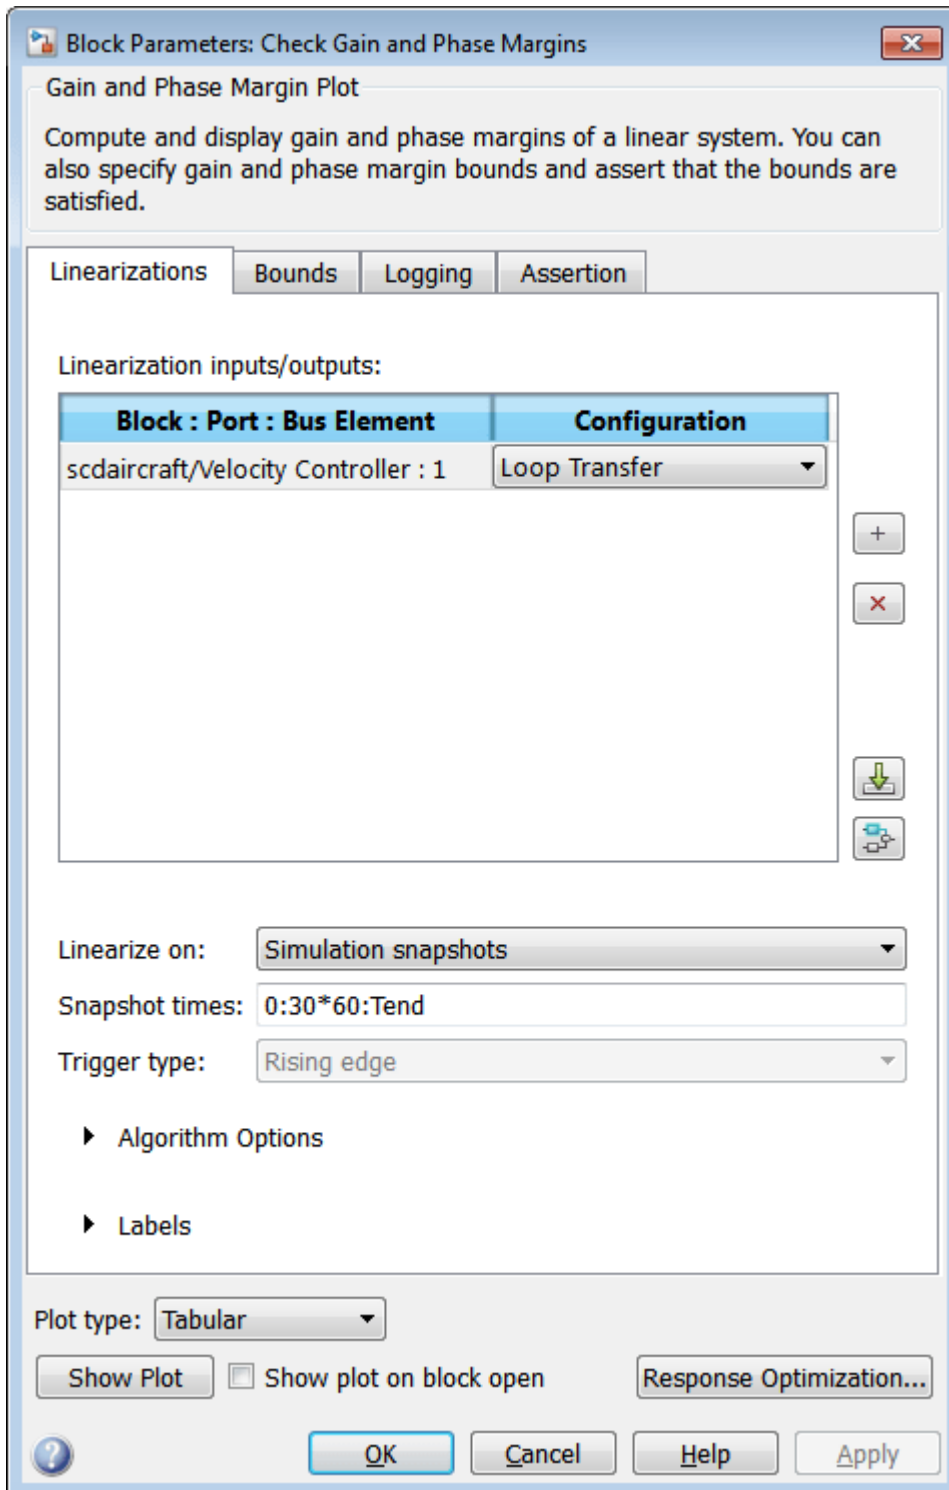 Block Parameters: Check Gain and Phase Margins
Gain and Phase Margin Plot
Compute and display gain and phase margins of a linear system. You can
also specify gain and phase margin bounds and assert that the bounds are
satisfied.
Linearizations Bounds Logging Assertion
Linearization inputs/outputs:
Block : Port : Bus Element Configuration
scdaircraft/Velocity Controller : 1 Loop Transfer
Linearize on: Simulation snapshots
Snapshot times: 0:30*60:Tend
Trigger type: Rising edge
Algorithm Options
Labels
Plot type: Tabular
Show Plot Show plot on block open Response Optimization...
OK Cancel Help Apply